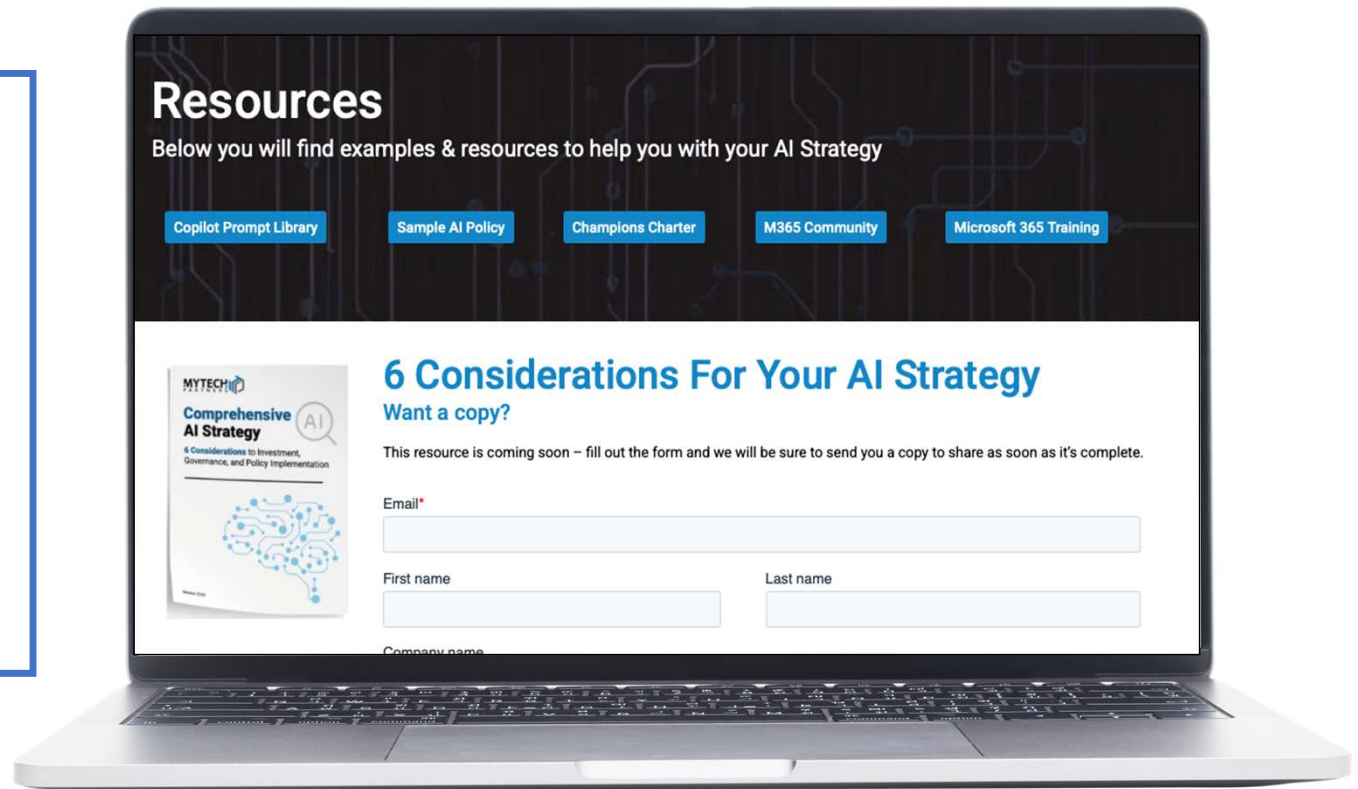 Resources
Below you will find examples & resources to help you with your AI Strategy
Copilot Prompt Library
Sample AI Policy
Champions Charter
M365 Community
Microsoft 365 Training
MYTECH
PARTNERS
Comprehensive
AI Strategy
AI
6 Considerations to Investment,
Governance, and Policy Implementation
6 Considerations For Your AI Strategy
Want a copy?
This resource is coming soon – fill out the form and we will be sure to send you a copy to share as soon as it's complete.
Email*
First name
Last name
Company name